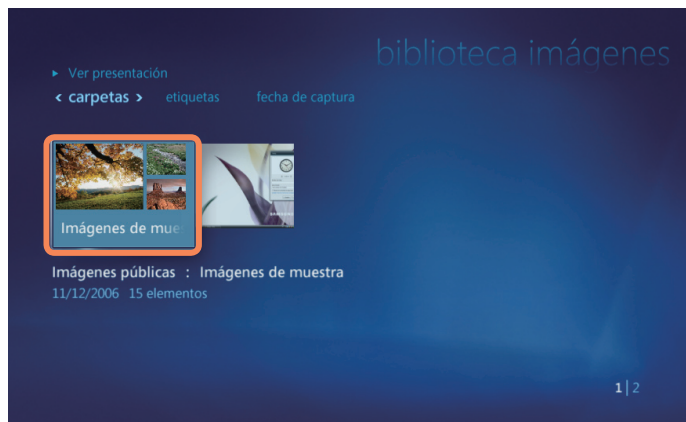 biblioteca imágenes
▸ Ver presentación
< carpetas > etiquetas fecha de captura
Imágenes de mue
Imágenes públicas : Imágenes de muestra
11/12/2006 15 elementos
1 | 2